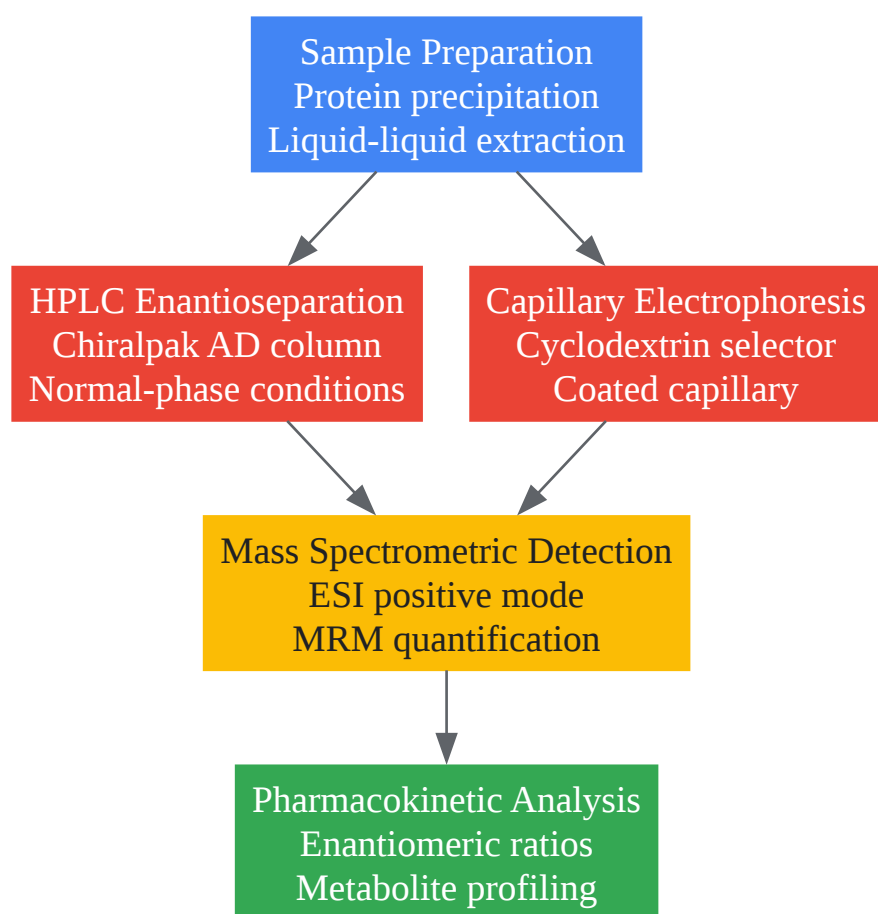 Sample Preparation
Protein precipitation
Liquid-liquid extraction
HPLC Enantioseparation
Chiralpak AD column
Normal-phase conditions
Capillary Electrophoresis
Cyclodextrin selector
Coated capillary
Mass Spectrometric Detection
ESI positive mode
MRM quantification
Pharmacokinetic Analysis
Enantiomeric ratios
Metabolite profiling